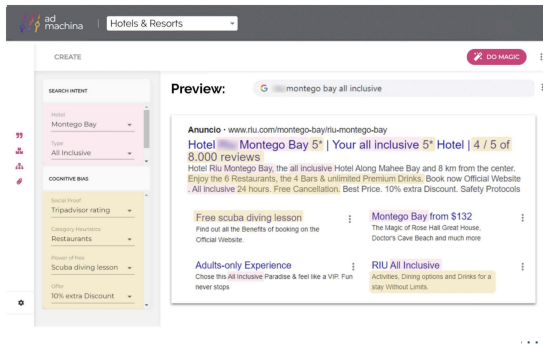 ad
machina
Hotels & Resorts
CREATE
DO MAGIC
SEARCH INTENT
Hotel
Montego Bay
Type
All Inclusive
COGNITIVE BIAS
Social Proof
Tripadvisor rating
Category Heuristics
Restaurants
Power of free
Scuba diving lesson
Offer
10% extra Discount
Preview:
G montego bay all inclusive
Anuncio · www.riu.com/montego-bay/riu-montego-bay
Hotel Montego Bay 5* | Your all inclusive 5* Hotel | 4 / 5 of
8.000 reviews
Hotel Riu Montego Bay, the all inclusive Hotel Along Mahee Bay and 8 km from the center.
Enjoy the 6 Restaurants, the 4 Bars & unlimited Premium Drinks. Book now Official Website
. All inclusive 24 hours. Free Cancellation. Best Price. 10% extra Discount. Safety Protocols
Free scuba diving lesson
Find out all the Benefits of booking on the
Official Website.
Montego Bay from $132
The Magic of Rose Hall Great House,
Doctor's Cave Beach and much more
Adults-only Experience
Chose this All Inclusive Paradise & feel like a VIP. Fun
never stops
RIU All Inclusive
Activities, Dining options and Drinks for a
stay Without Limits.